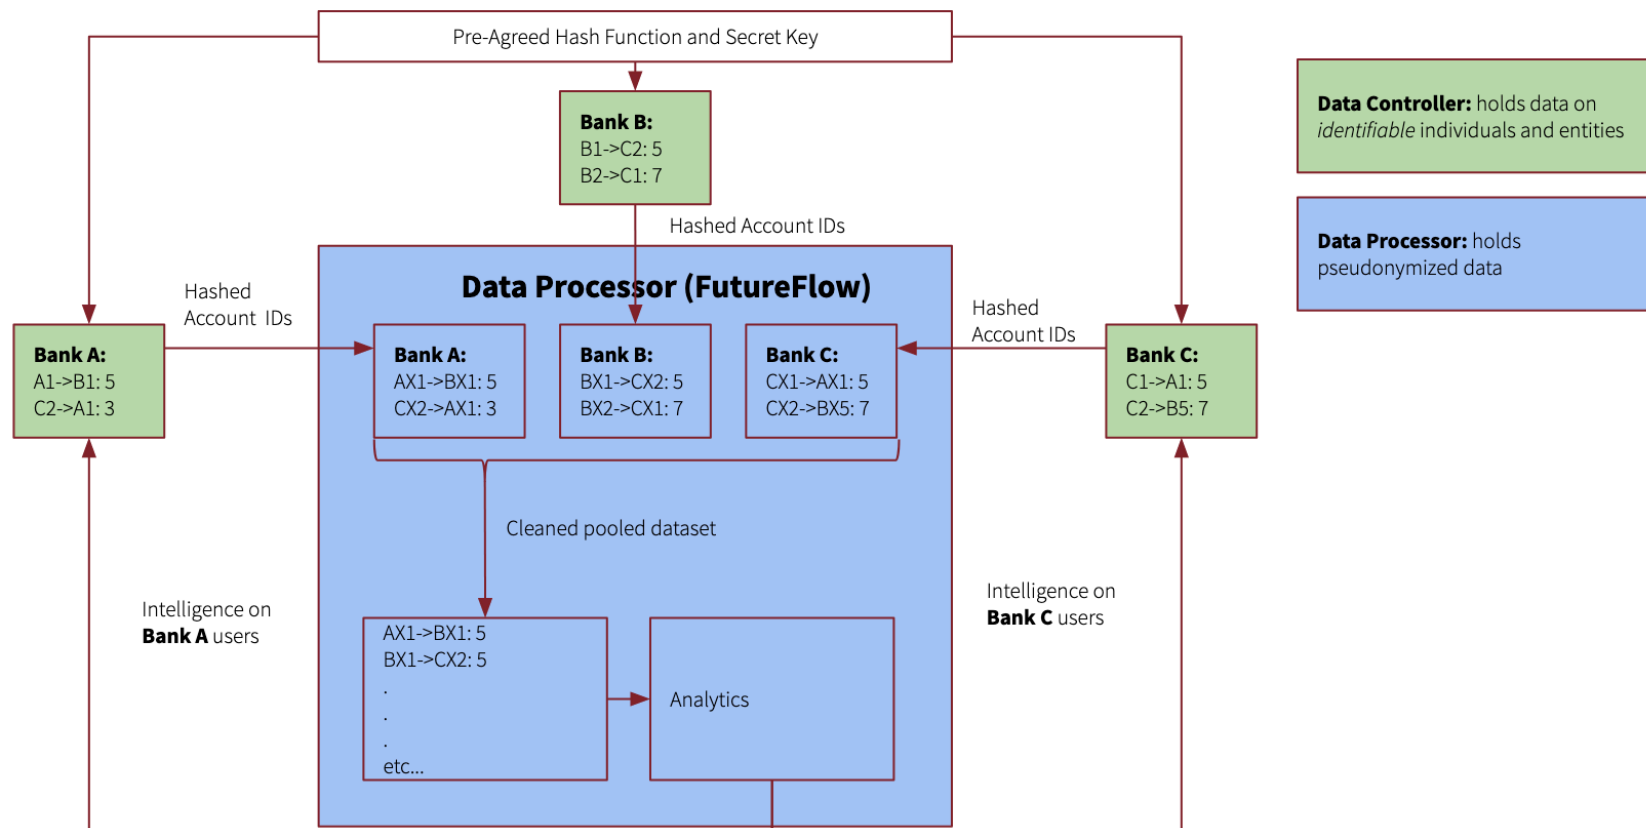 Pre-Agreed Hash Function and Secret Key
Bank B:
B1->C2: 5
B2->C1: 7
Data Controller: holds data on
identifiable individuals and entities
Data Processor: holds
pseudonymized data
Hashed Account IDs
Data Processor (FutureFlow)
Hashed
Account IDs
Hashed
Account IDs
Bank A:
A1->B1: 5
C2->A1: 3
Bank A:
AX1->BX1: 5
CX2->AX1: 3
Bank B:
BX1->CX2: 5
BX2->CX1: 7
Bank C:
CX1->AX1: 5
CX2->BX5: 7
Bank C:
C1->A1: 5
C2->B5: 7
Cleaned pooled dataset
Intelligence on
Bank A users
Intelligence on
Bank C users
AX1->BX1: 5
BX1->CX2: 5
.
.
.
etc...
Analytics